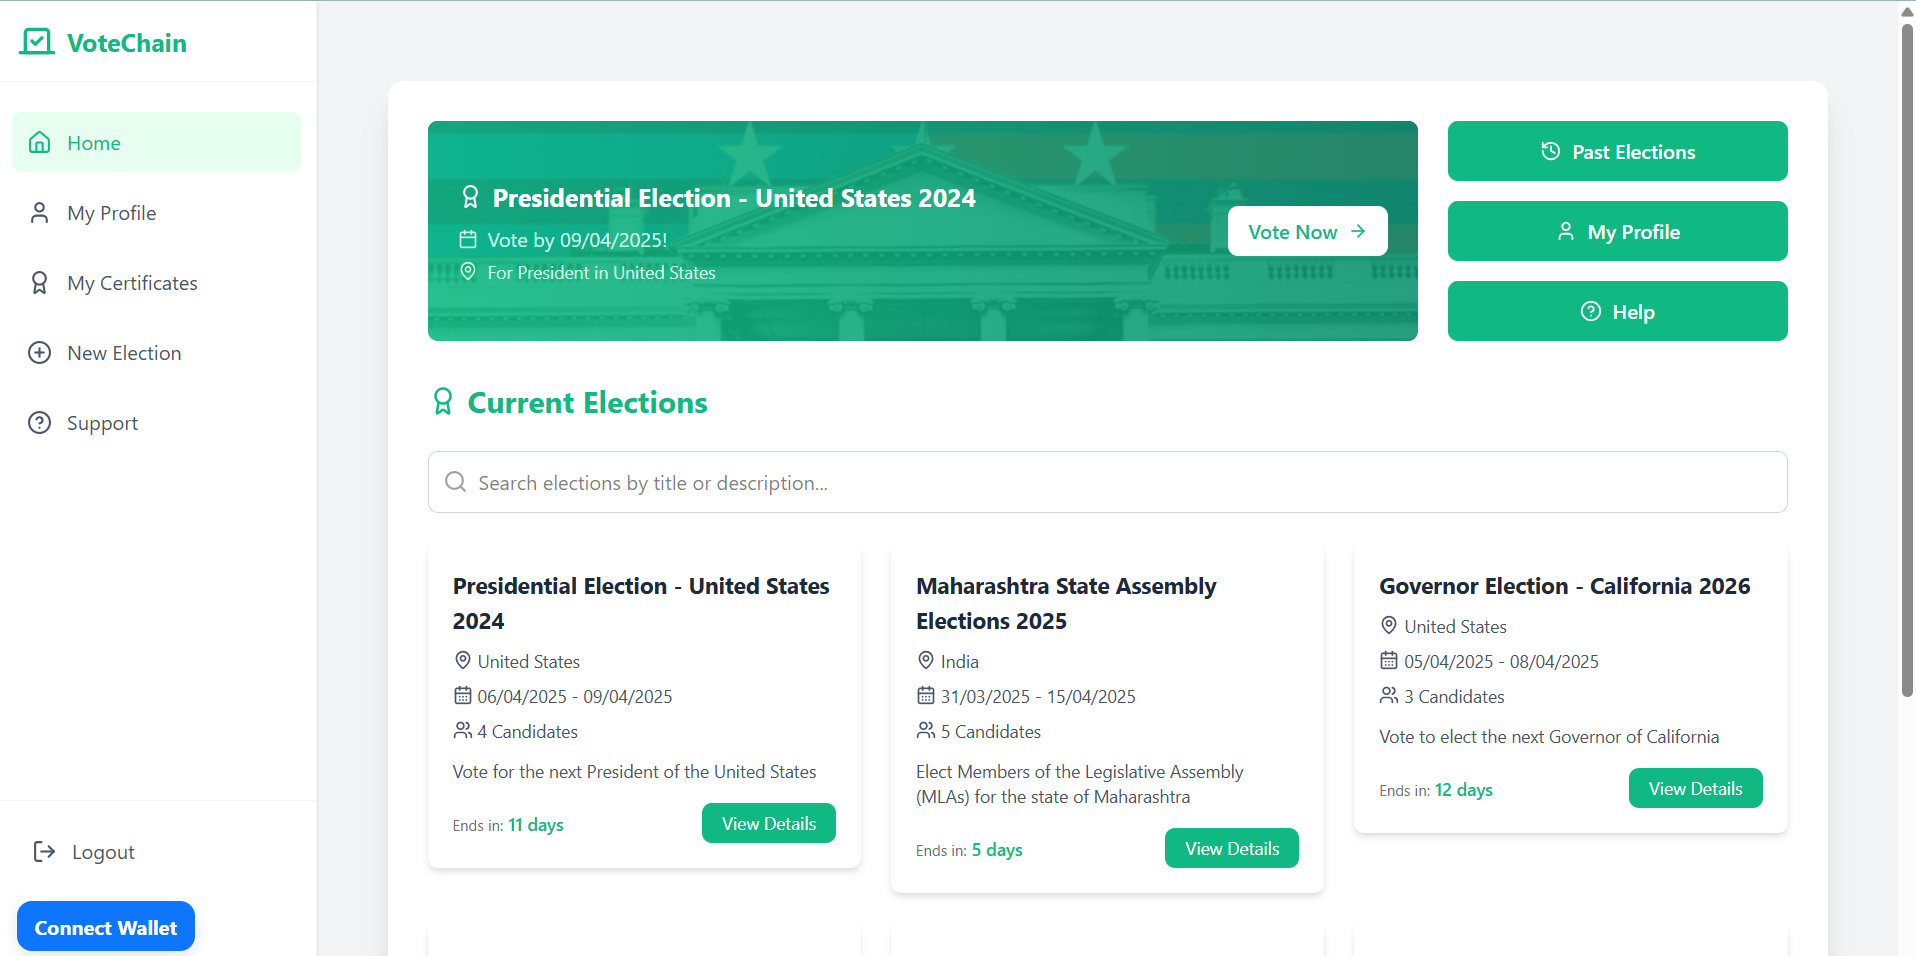 VoteChain
Home
My Profile
My Certificates
New Election
Support
Logout
Connect Wallet
Presidential Election - United States 2024
Vote by 09/04/2025!
For President in United States
Vote Now
Past Elections
My Profile
Help
Current Elections
Search elections by title or description...
Presidential Election - United States
2024
United States
06/04/2025 - 09/04/2025
4 Candidates
Vote for the next President of the United States
Ends in: 11 days
View Details
Maharashtra State Assembly
Elections 2025
India
31/03/2025 - 15/04/2025
5 Candidates
Elect Members of the Legislative Assembly
(MLAs) for the state of Maharashtra
Ends in: 5 days
View Details
Governor Election - California 2026
United States
05/04/2025 - 08/04/2025
3 Candidates
Vote to elect the next Governor of California
Ends in: 12 days
View Details